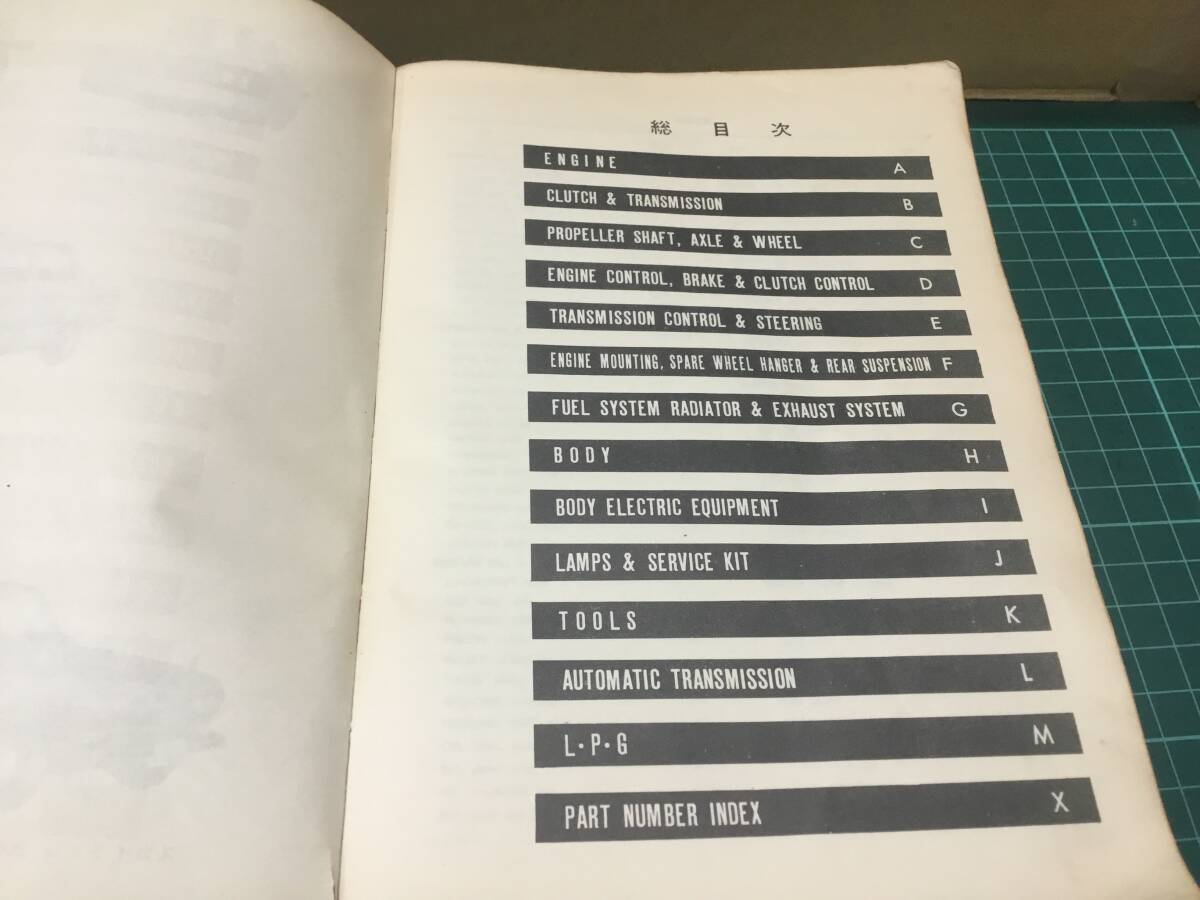 総目次
ENGINE A
CLUTCH & TRANSMISSION B
PROPELLER SHAFT, AXLE & WHEEL C
ENGINE CONTROL, BRAKE & CLUTCH CONTROL D
TRANSMISSION CONTROL & STEERING E
ENGINE MOUNTING, SPARE WHEEL HANGER & REAR SUSPENSION F
FUEL SYSTEM RADIATOR & EXHAUST SYSTEM G
BODY H
BODY ELECTRIC EQUIPMENT I
LAMPS & SERVICE KIT J
TOOLS K
AUTOMATIC TRANSMISSION L
L・P・G M
PART NUMBER INDEX X